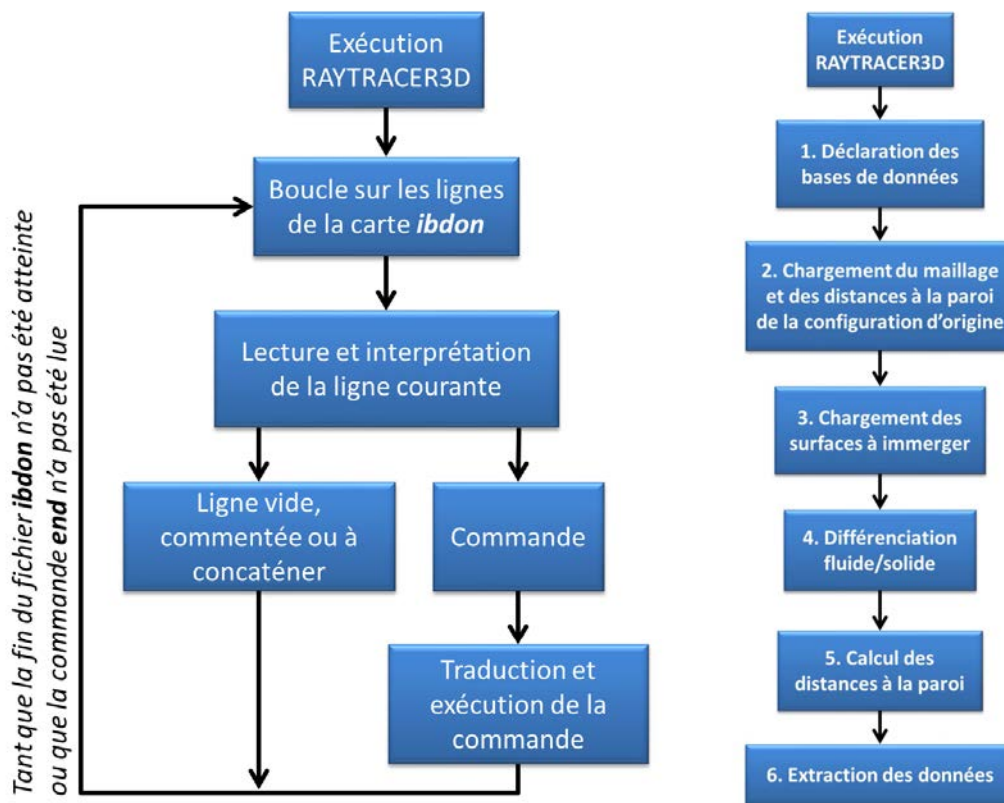 Exécution
RAYTRACER3D
Boucle sur les lignes
de la carte ibdon
Lecture et interprétation
de la ligne courante
Ligne vide,
commentée ou à
concaténer
Commande
Traduction et
exécution de la
commande
Tant que la fin du fichier ibdon n'a pas été atteinte
ou que la commande end n'a pas été lue
Exécution
RAYTRACER3D
1. Déclaration des
bases de données
2. Chargement du maillage
et des distances à la paroi
de la configuration d'origine
3. Chargement des
surfaces à immerger
4. Différenciation
fluide/solide
5. Calcul des
distances à la paroi
6. Extraction des données